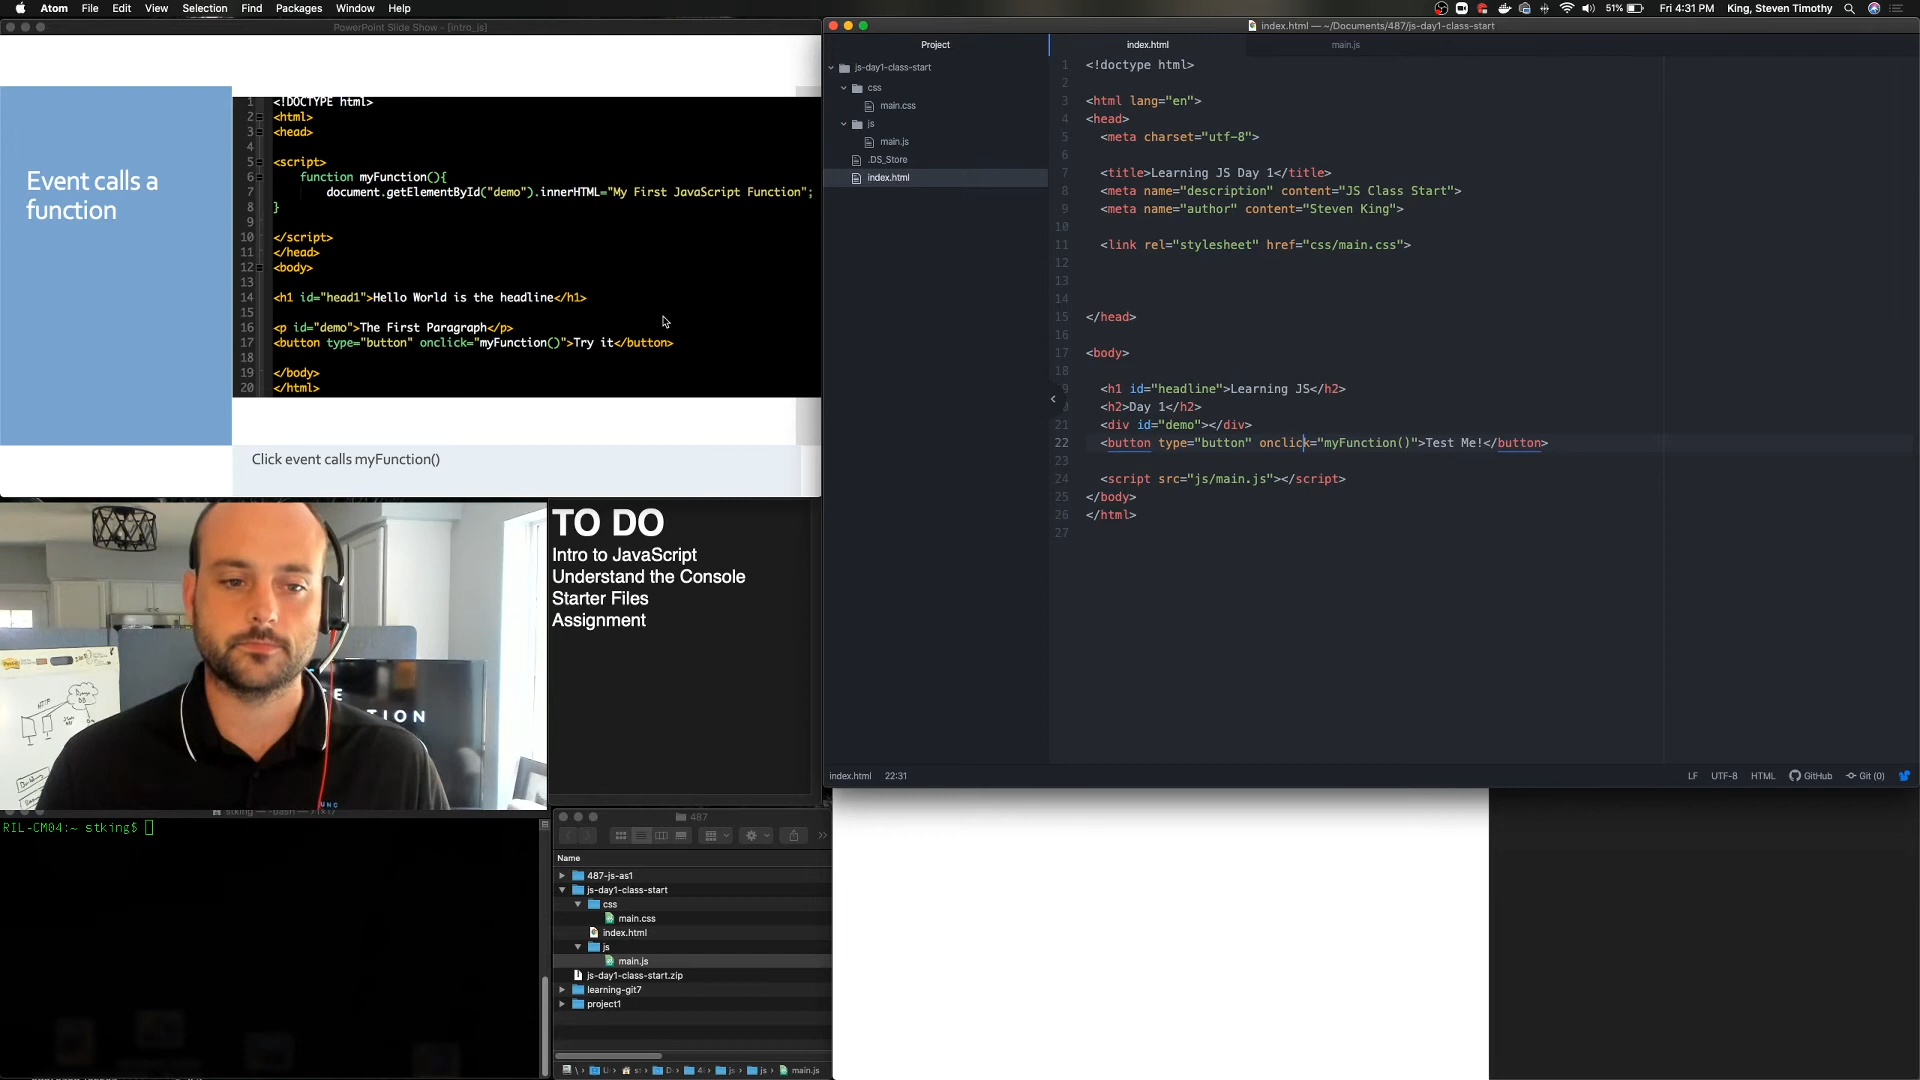 Atom File Edit View Selection Find Packages Window Help
51% Fri 4:31 PM King, Steven Timothy
PowerPoint Slide Show - [intro_js]
Event calls a
function
1 <!DOCTYPE html>
2 <html>
3 <head>
4
5 <script>
6 function myFunction(){
7 document.getElementById("demo").innerHTML="My First JavaScript Function";
8 }
9
10 </script>
11 </head>
12 <body>
13
14 <h1 id="head1">Hello World is the headline</h1>
15
16 <p id="demo">The First Paragraph</p>
17 <button type="button" onclick="myFunction()">Try it</button>
18
19 </body>
20 </html>
Click event calls myFunction()
TO DO
Intro to JavaScript
Understand the Console
Starter Files
Assignment
RIL-CM04:~ stking$
487
Name
487-js-as1
js-day1-class-start
css
main.css
index.html
js
main.js
js-day1-class-start.zip
learning-git7
project1
main.js
index.html — ~/Documents/487/js-day1-class-start
Project
js-day1-class-start
css
main.css
js
main.js
.DS_Store
index.html
index.html main.js
1 <!doctype html>
2
3 <html lang="en">
4 <head>
5 <meta charset="utf-8">
6
7 <title>Learning JS Day 1</title>
8 <meta name="description" content="JS Class Start">
9 <meta name="author" content="Steven King">
10
11 <link rel="stylesheet" href="css/main.css">
12
13
14
15 </head>
16
17 <body>
18
9 <h1 id="headline">Learning JS</h2>
<h2>Day 1</h2>
21 <div id="demo"></div>
22 <button type="button" onclick="myFunction()">Test Me!</button>
23
24 <script src="js/main.js"></script>
25 </body>
26 </html>
27
index.html 22:31
LF UTF-8 HTML GitHub Git (0)